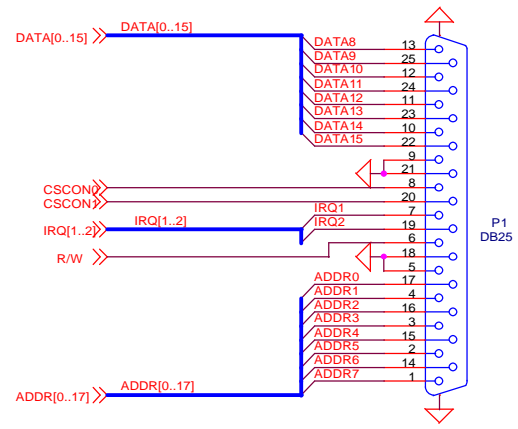 DATA[0..15]
DATA[0..15]
DATA8 13
DATA9 25
DATA10 12
DATA11 24
DATA12 11
DATA13 23
DATA14 10
DATA15 22
9
21
CSCON0 8
CSCON1 20
IRQ[1..2]
IRQ[1..2]
IRQ1 7
IRQ2 19
R/W 6
18
5
P1
DB25
ADDR0 17
ADDR1 4
ADDR2 16
ADDR3 3
ADDR4 15
ADDR5 2
ADDR6 14
ADDR7 1
ADDR[0..17]
ADDR[0..17]